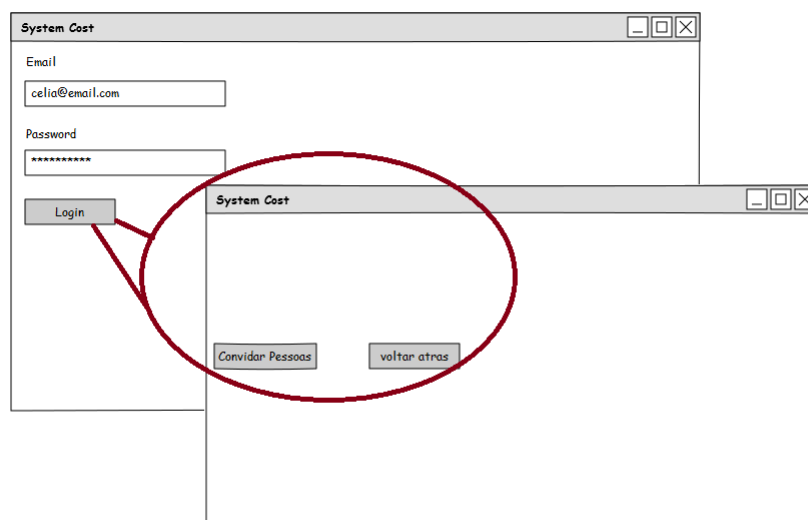 System Cost
Email
celia@email.com
Password
**********
Login
System Cost
Convidar Pessoas
voltar atras